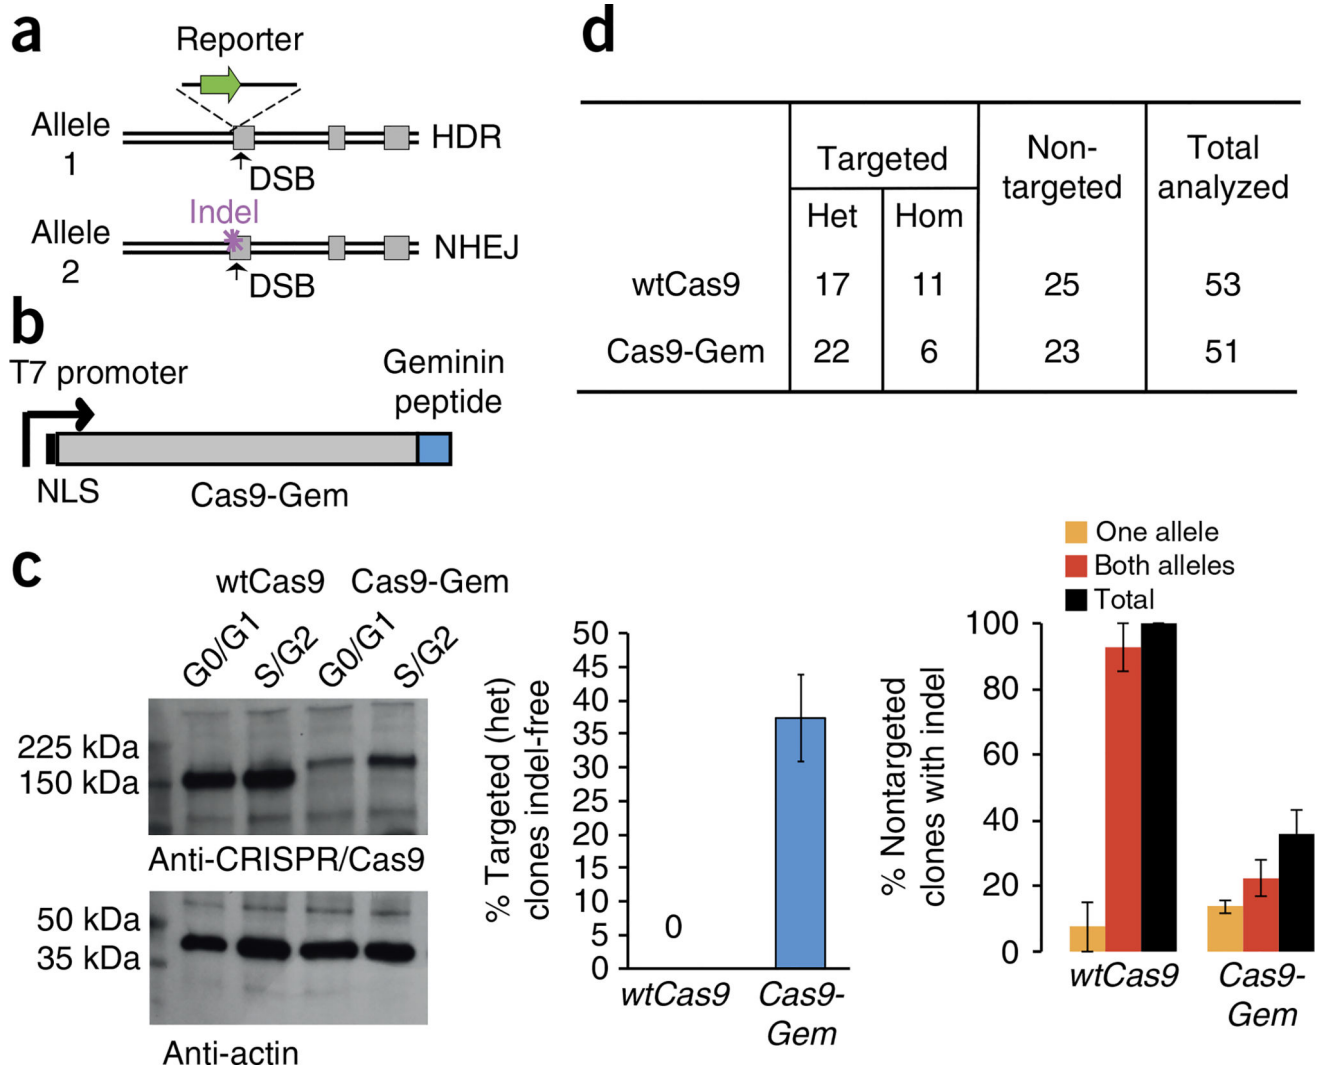 a
Reporter
Allele
1
HDR
DSB
Indel
Allele
2
NHEJ
DSB
b
T7 promoter
Geminin
peptide
NLS
Cas9-Gem
c
wtCas9
Cas9-Gem
G0/G1
S/G2
G0/G1
S/G2
225 kDa
150 kDa
Anti-CRISPR/Cas9
50 kDa
35 kDa
Anti-actin
d
Targeted
Non-
targeted
Total
analyzed
Het
Hom
wtCas9
17
11
25
53
Cas9-Gem
22
6
23
51
% Targeted (het)
clones indel-free
50
45
40
35
30
25
20
15
10
5
0
0
wtCas9
Cas9-
Gem
One allele
Both alleles
Total
% Nontargeted
clones with indel
100
80
60
40
20
0
wtCas9
Cas9-
Gem